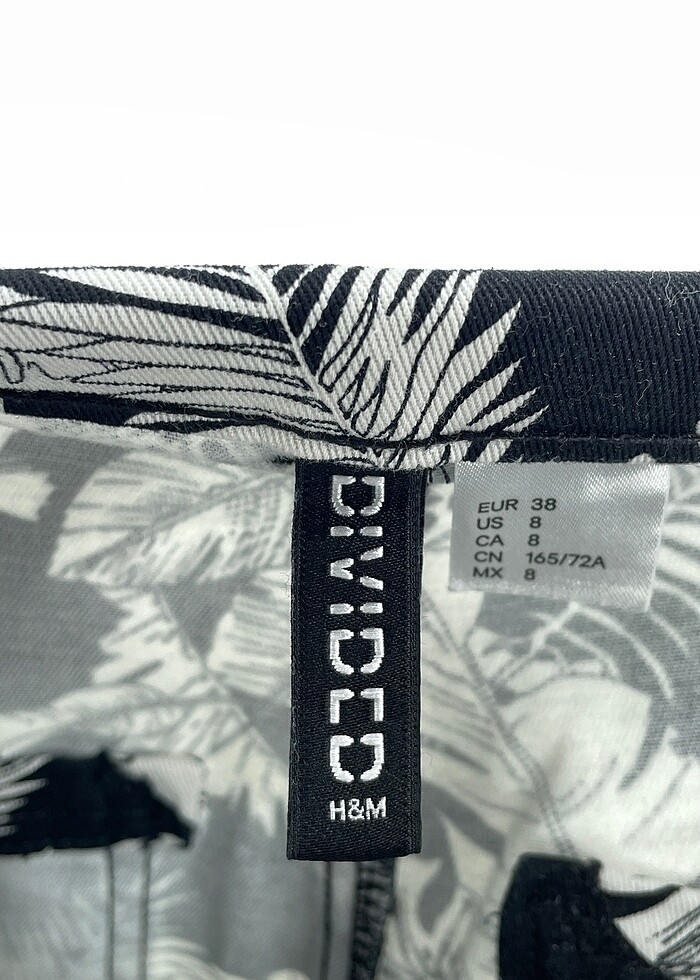 DIVIDED
H&M
EUR 38
US 8
CA 8
CN 165/72A
MX 8